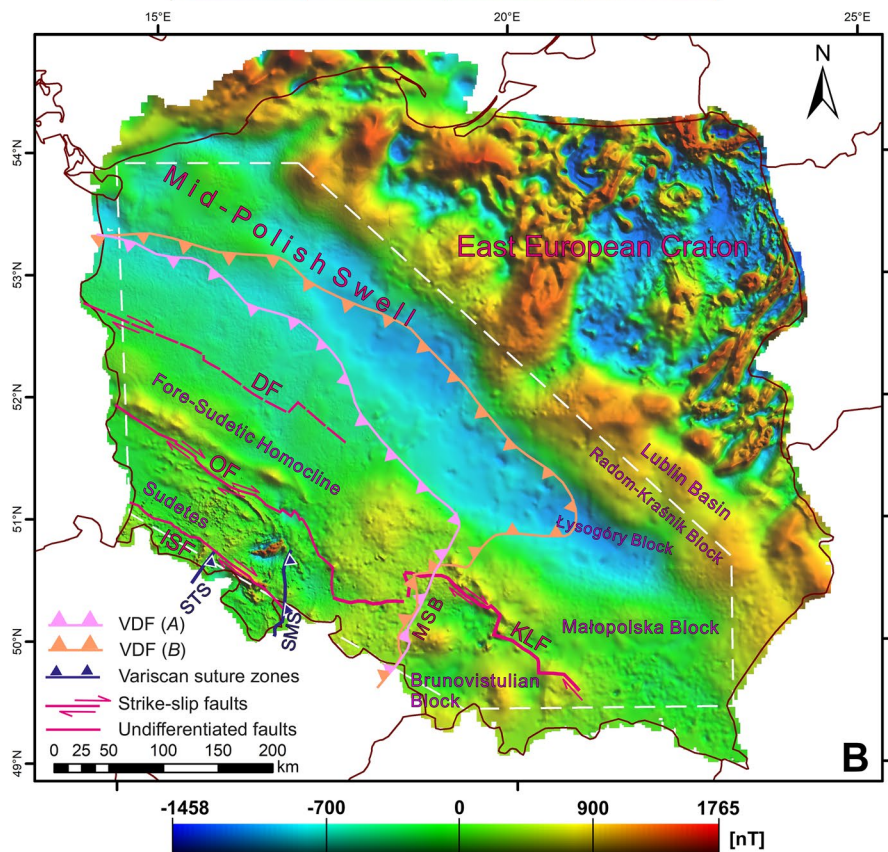 15°E
20°E
25°E
N
54°N
Mid-Polish Swell
East European Craton
53°N
52°N
DF
Fore-Sudetic Homocline
OF
Lublin Basin
Radom-Kraśnik Block
51°N
Sudetes
Łysogóry Block
ISF
STS
SMS
MSB
KLF
Małopolska Block
50°N
Brunovistulian
Block
VDF (A)
VDF (B)
Variscan suture zones
Strike-slip faults
Undifferentiated faults
0 25 50 100 150 200
km
49°N
B
-1458 -700 0 900 1765
[nT]